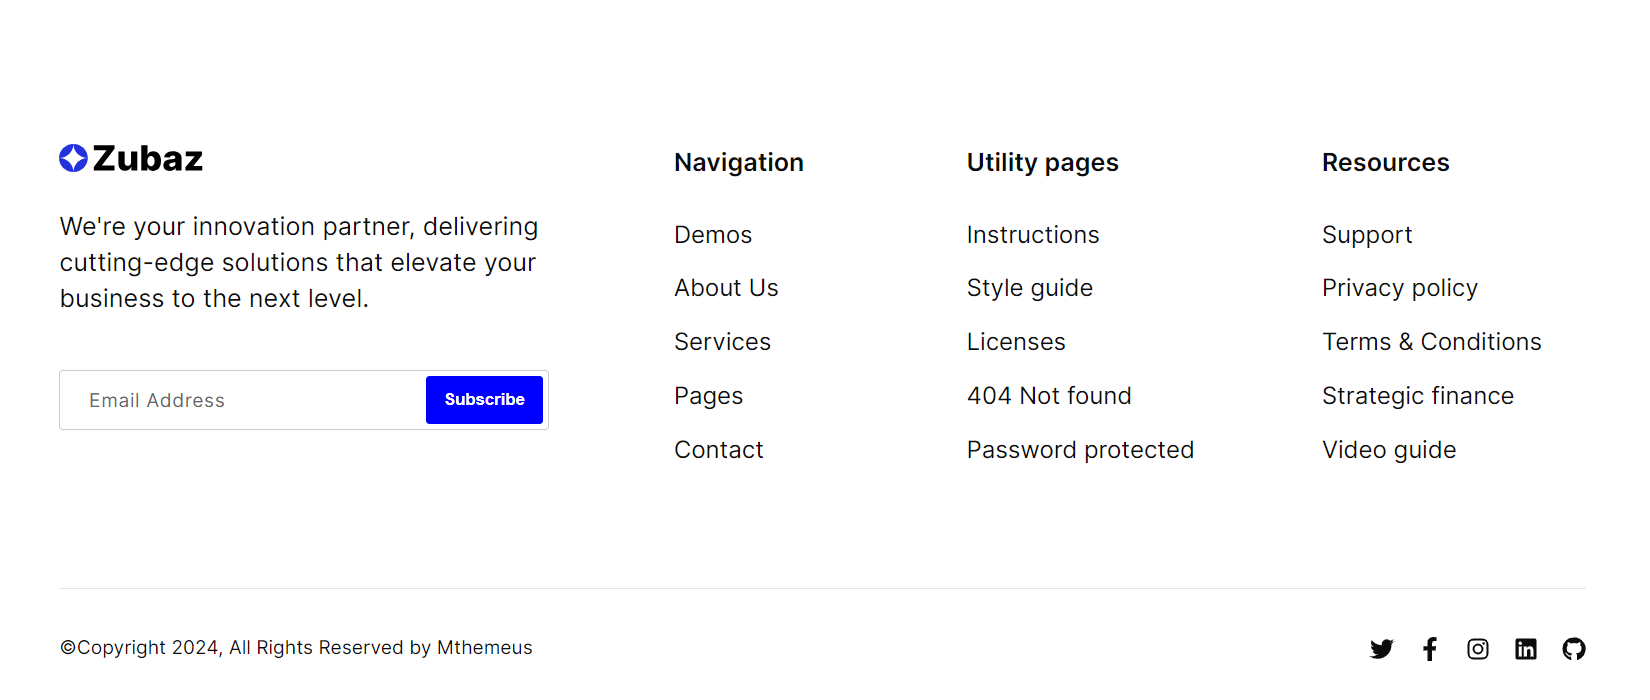 Zubaz
We're your innovation partner, delivering
cutting-edge solutions that elevate your
business to the next level.
Email Address
Subscribe
Navigation
Demos
About Us
Services
Pages
Contact
Utility pages
Instructions
Style guide
Licenses
404 Not found
Password protected
Resources
Support
Privacy policy
Terms & Conditions
Strategic finance
Video guide
©Copyright 2024, All Rights Reserved by Mthemeus